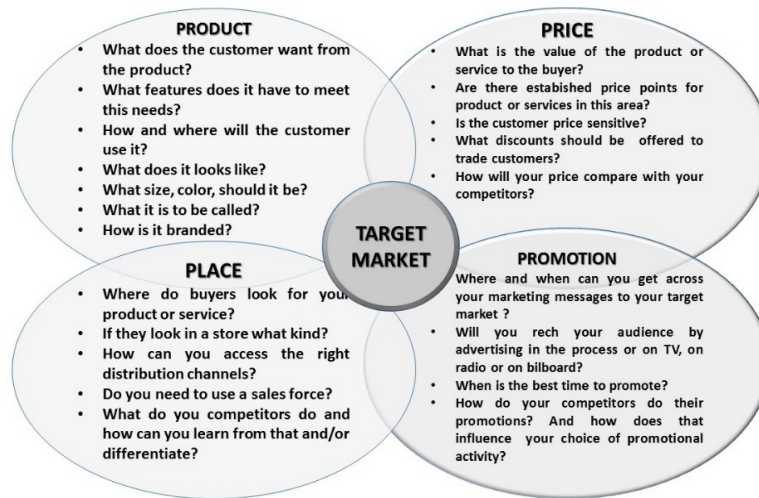 PRODUCT
• What does the customer want from
the product?
• What features does it have to meet
this needs?
• How and where will the customer
use it?
• What does it looks like?
• What size, color, should it be?
• What it is to be called?
• How is it branded?
PRICE
• What is the value of the product or
service to the buyer?
• Are there estabished price points for
product or services in this area?
• Is the customer price sensitive?
• What discounts should be offered to
trade customers?
• How will your price compare with your
competitors?
TARGET
MARKET
PLACE
• Where do buyers look for your
product or service?
• If they look in a store what kind?
• How can you access the right
distribution channels?
• Do you need to use a sales force?
• What do you competitors do and
how can you learn from that and/or
differentiate?
PROMOTION
• Where and when can you get across
your marketing messages to your target
market ?
• Will you rech your audience by
advertising in the process or on TV, on
radio or on bilboard?
• When is the best time to promote?
• How do your competitors do their
promotions? And how does that
influence your choice of promotional
activity?